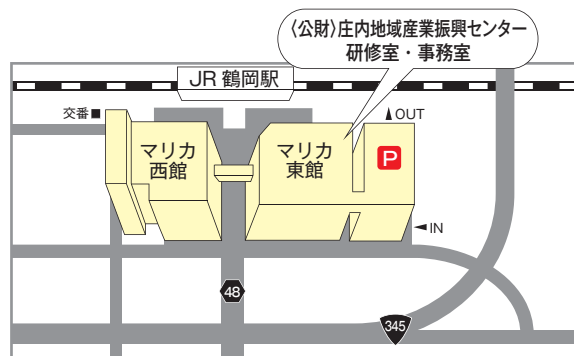 〈公財〉庄内地域産業振興センター
研修室・事務室
JR 鶴岡駅
交番■
▲OUT
マリカ
西館
マリカ
東館
P
◄IN
48
345